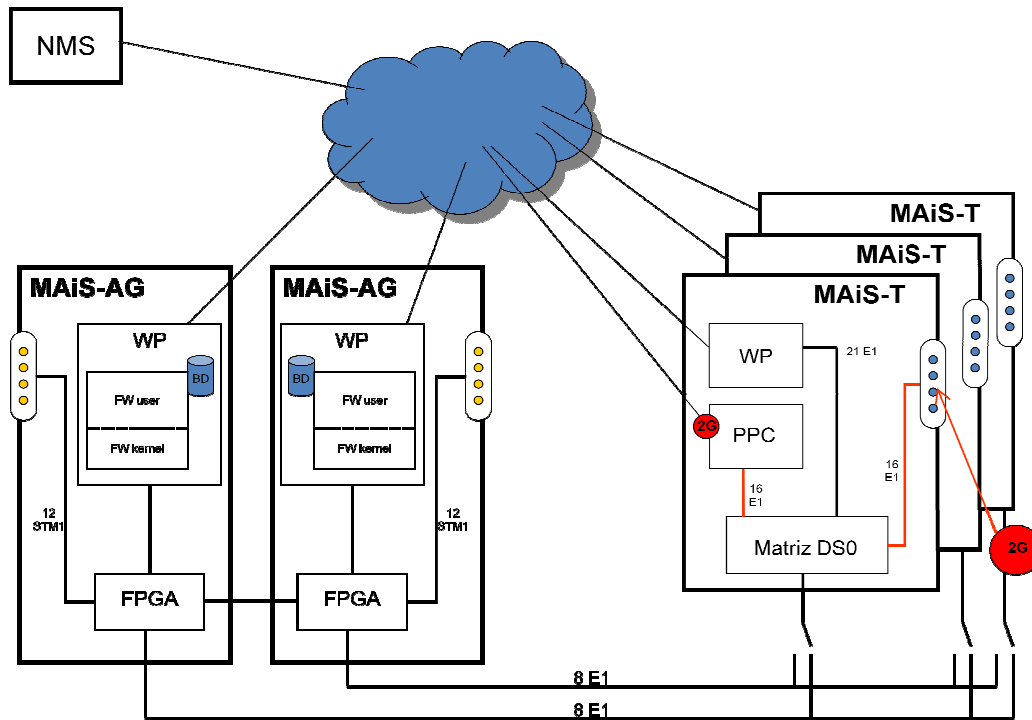 NMS
MAiS-AG
WP
BD
FW user
FW kernel
12
STM1
FPGA
MAiS-AG
WP
BD
FW user
FW kernel
12
STM1
FPGA
MAiS-T
MAiS-T
MAiS-T
WP
21 E1
2G
PPC
16
E1
16
E1
Matriz DS0
2G
8 E1
8 E1